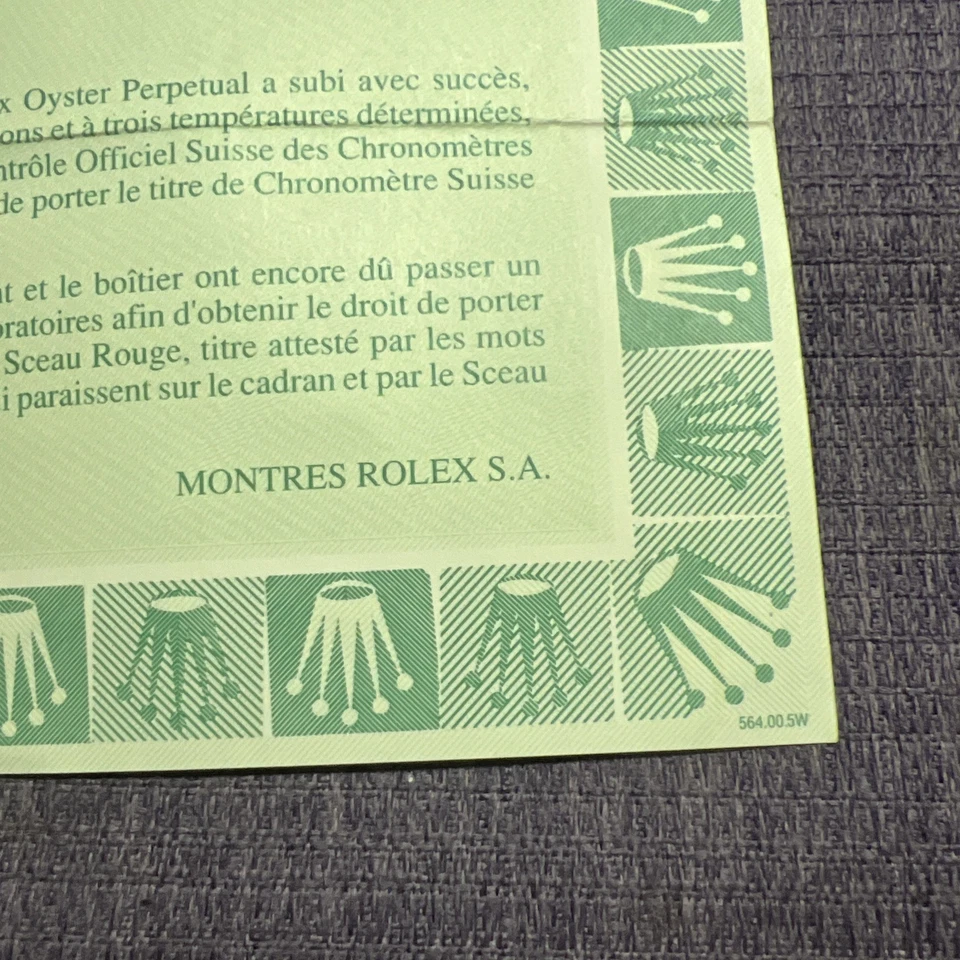 x Oyster Perpetual a subi avec succès,
ons et à trois températures déterminées,
ntrôle Officiel Suisse des Chronomètres
de porter le titre de Chronomètre Suisse
t et le boîtier ont encore dû passer un
oratoires afin d'obtenir le droit de porter
Sceau Rouge, titre attesté par les mots
i paraissent sur le cadran et par le Sceau
MONTRES ROLEX S.A.
564.00.5W